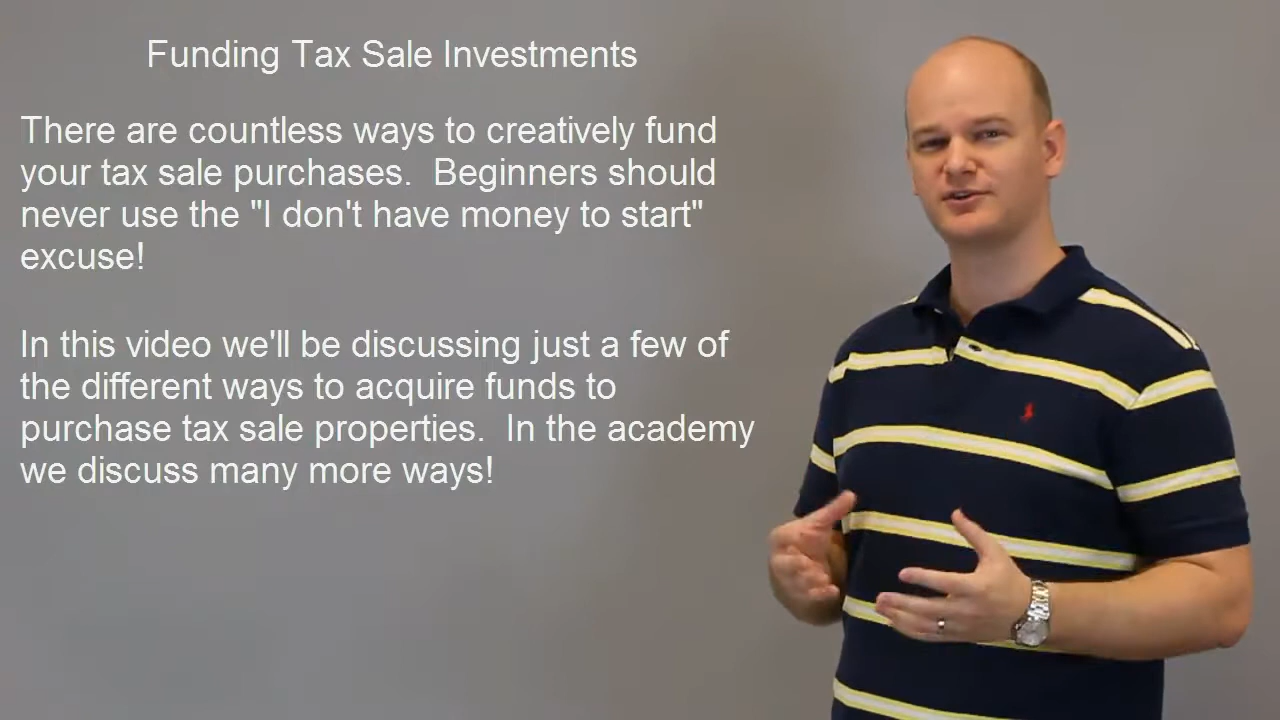 Funding Tax Sale Investments
There are countless ways to creatively fund
your tax sale purchases.  Beginners should
never use the "I don't have money to start"
excuse!
In this video we'll be discussing just a few of
the different ways to acquire funds to
purchase tax sale properties.  In the academy
we discuss many more ways!